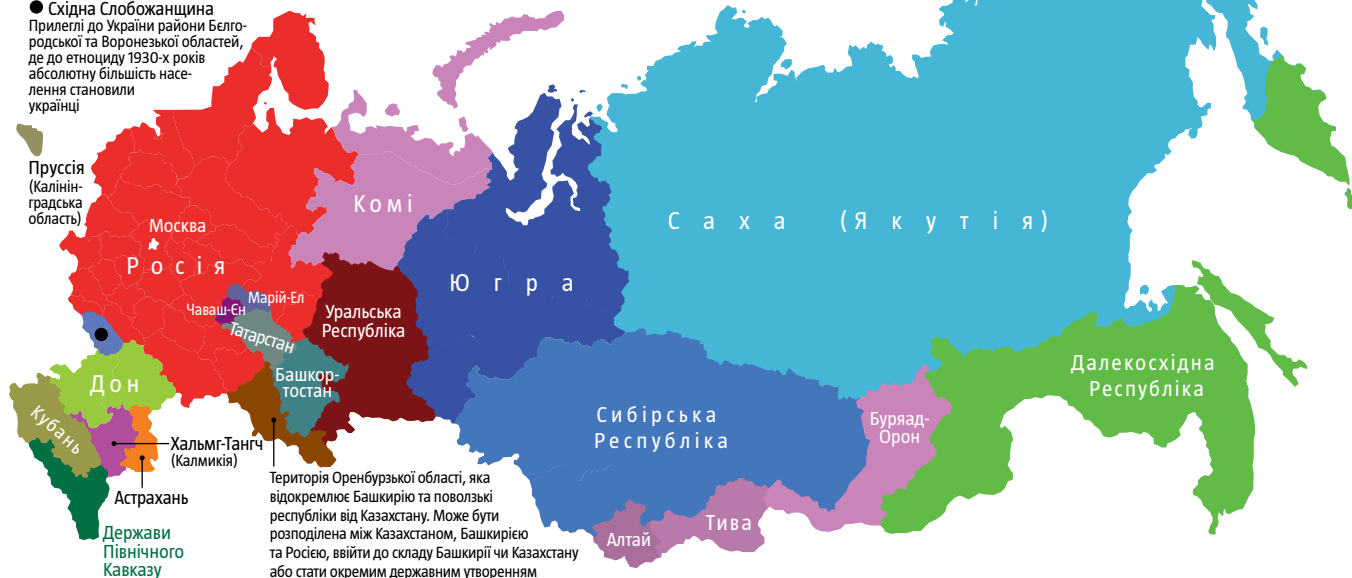 Східна Слобожанщина
Прилеглі до України райони Бєлго-
родської та Воронезької областей,
де до етноциду 1930-х років
абсолютну більшість насе-
лення становили
українці
Пруссія
(Калінін-
градська
область)
Москва
Росія
Комі
Югра
Саха (Якутія)
Марій-Ел
Чаваш-Єн
Татарстан
Уральська
Республіка
Башкор-
тостан
Дон
Кубань
Хальмг-Тангч
(Калмикія)
Астрахань
Держави
Північного
Кавказу
Територія Оренбурзької області, яка
відокремлює Башкирію та поволзькі
республіки від Казахстану. Може бути
розподілена між Казахстаном, Башкирією
та Росією, ввійти до складу Башкирії чи Казахстану
або стати окремим державним утворенням
Сибірська
Республіка
Алтай
Тива
Буряад-
Орон
Далекосхідна
Республіка